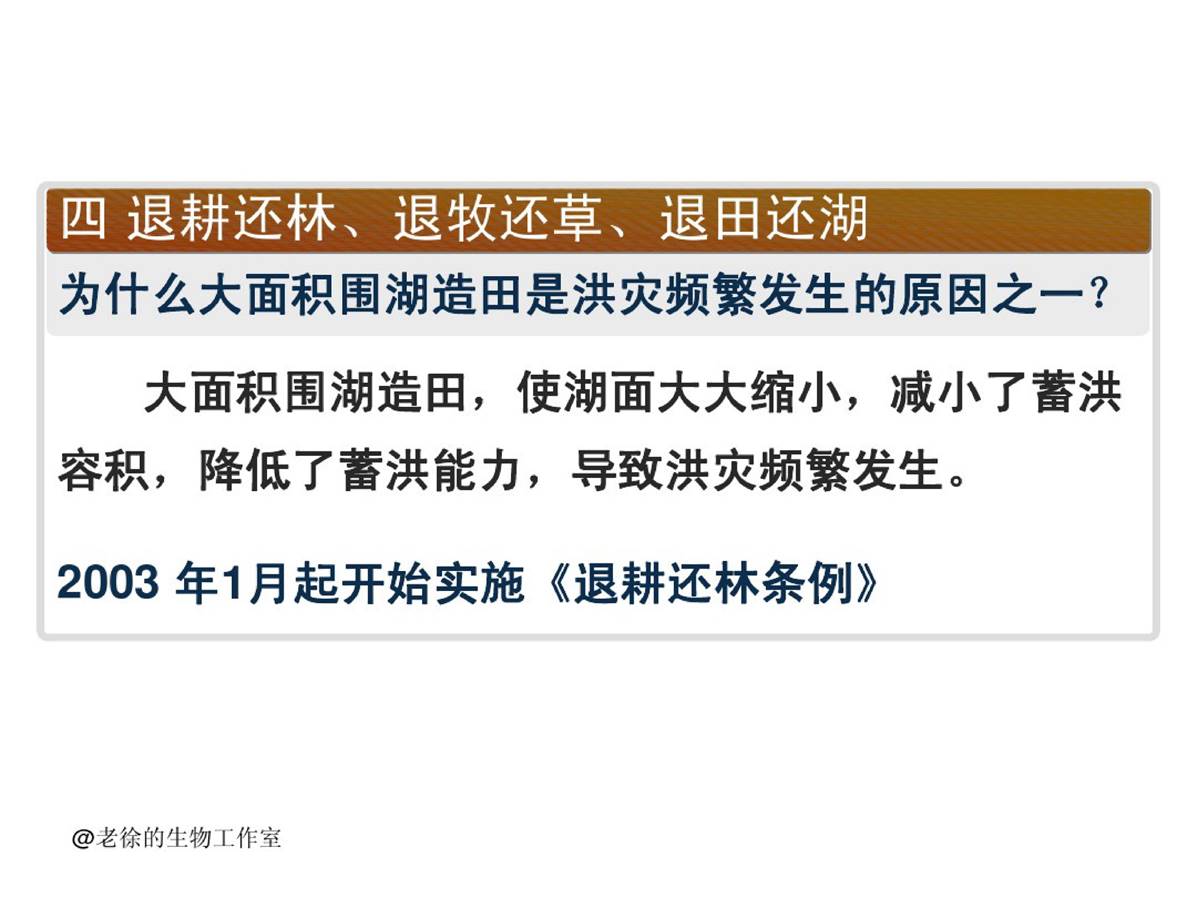 四 退耕还林、退牧还草、退田还湖
为什么大面积围湖造田是洪灾频繁发生的原因之一？
大面积围湖造田，使湖面大大缩小，减小了蓄洪
容积，降低了蓄洪能力，导致洪灾频繁发生。
2003 年1月起开始实施《退耕还林条例》
@老徐的生物工作室